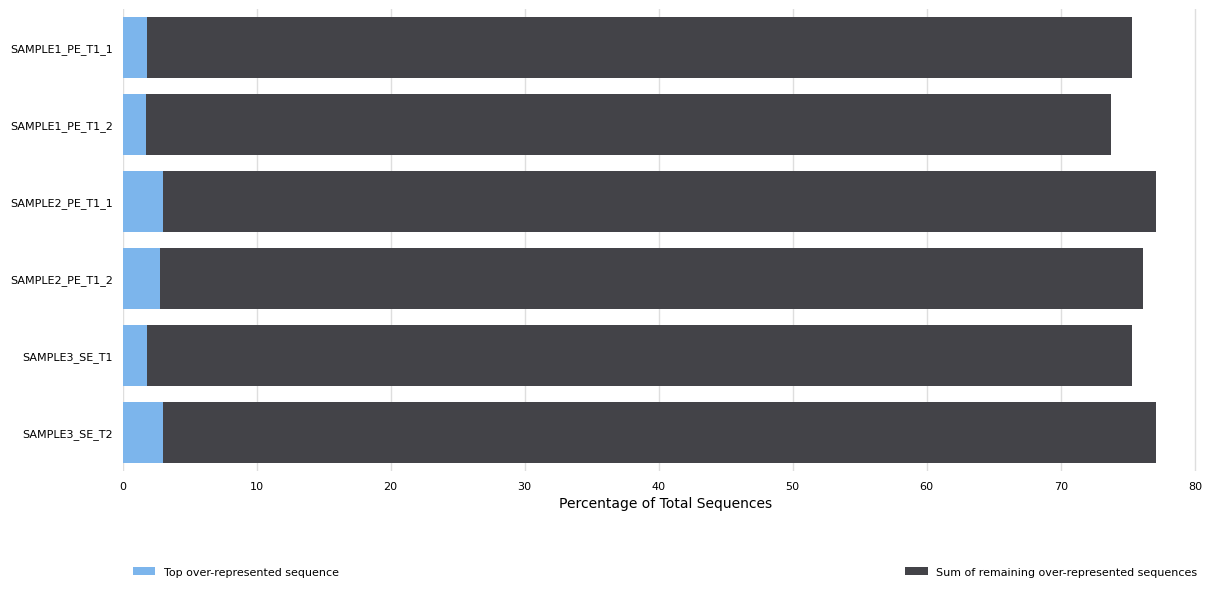 SAMPLE1_PE_T1_1
SAMPLE1_PE_T1_2
SAMPLE2_PE_T1_1
SAMPLE2_PE_T1_2
SAMPLE3_SE_T1
SAMPLE3_SE_T2
0 10 20 30 40 50 60 70 80
Percentage of Total Sequences
Top over-represented sequence
Sum of remaining over-represented sequences